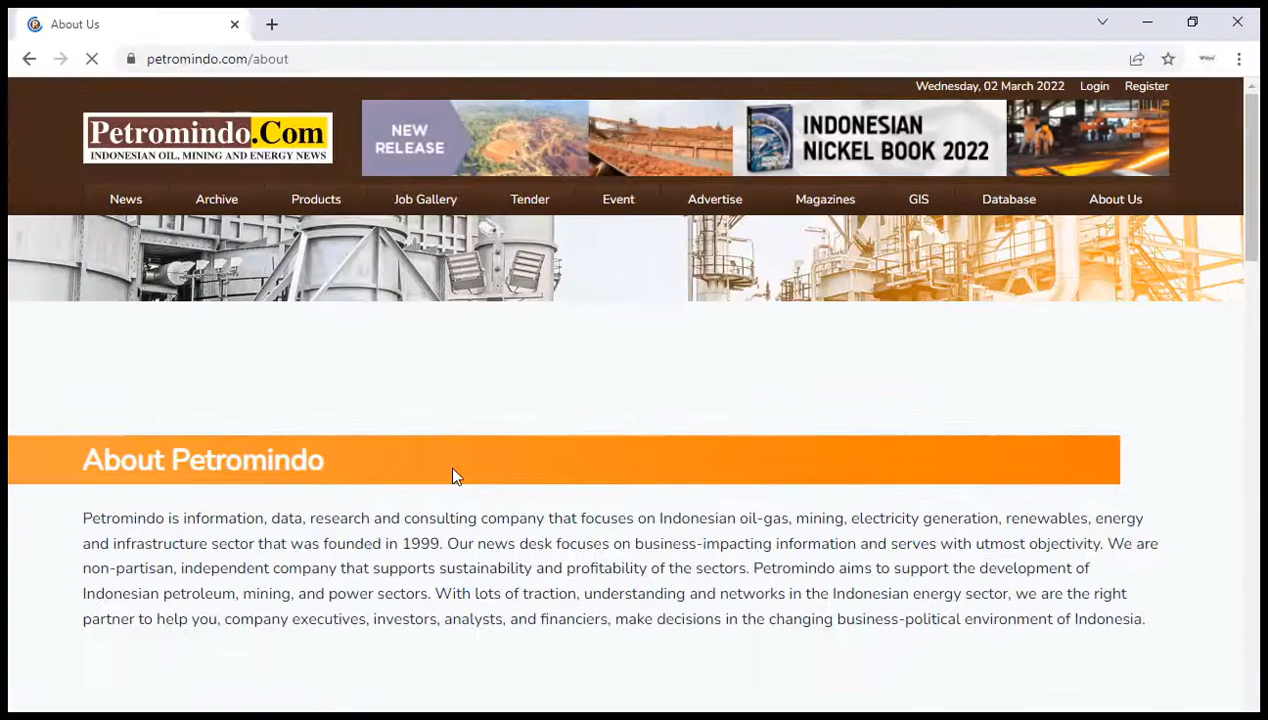 About Us
petromindo.com/about
Wednesday, 02 March 2022 Login Register
Petromindo.Com
INDONESIAN OIL, MINING AND ENERGY NEWS
NEW
RELEASE
INDONESIAN
NICKEL BOOK 2022
News Archive Products Job Gallery Tender Event Advertise Magazines GIS Database About Us
About Petromindo
Petromindo is information, data, research and consulting company that focuses on Indonesian oil-gas, mining, electricity generation, renewables, energy
and infrastructure sector that was founded in 1999. Our news desk focuses on business-impacting information and serves with utmost objectivity. We are
non-partisan, independent company that supports sustainability and profitability of the sectors. Petromindo aims to support the development of
Indonesian petroleum, mining, and power sectors. With lots of traction, understanding and networks in the Indonesian energy sector, we are the right
partner to help you, company executives, investors, analysts, and financiers, make decisions in the changing business-political environment of Indonesia.